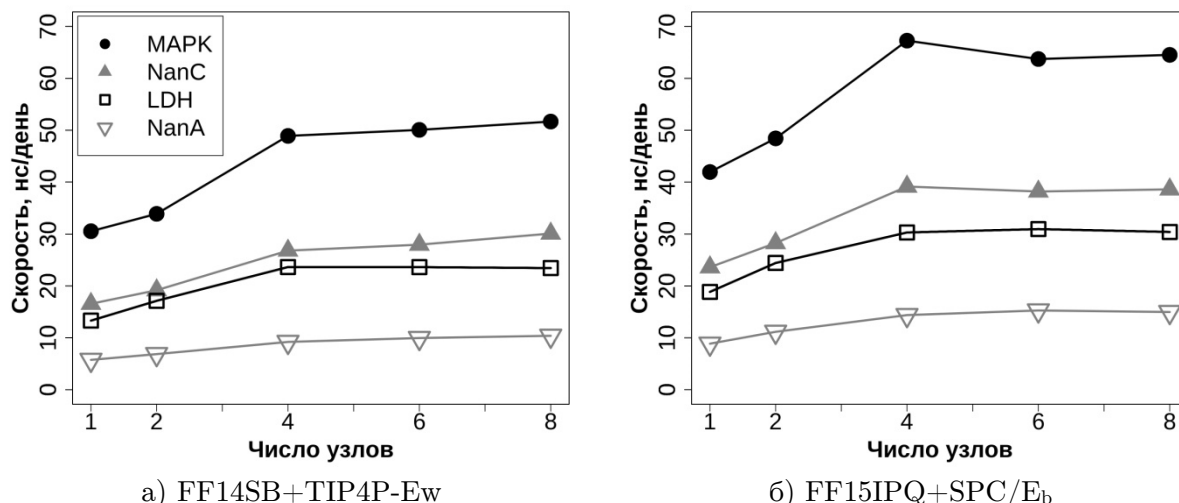 Скорость, нс/день
70
60
50
40
30
20
10
0
MAPK
NanC
LDH
NanA
1
2
4
6
8
Число узлов
а) FF14SB+TIP4P-Ew
Скорость, нс/день
70
60
50
40
30
20
10
0
1
2
4
6
8
Число узлов
б) FF15IPQ+SPC/Eb